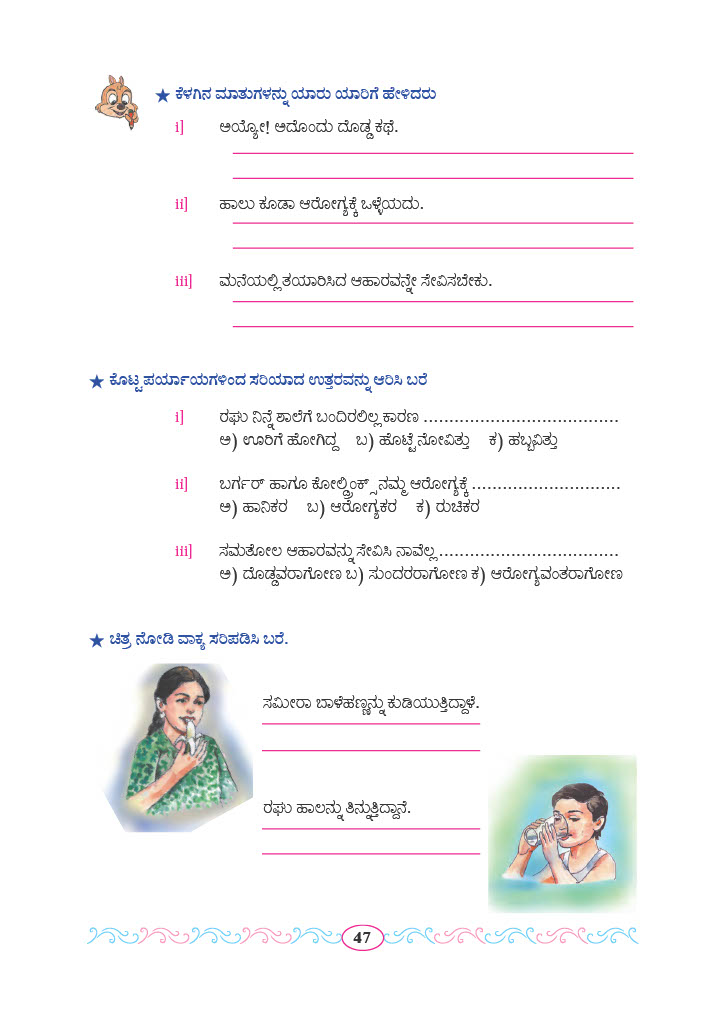 ★ ಕೆಳಗಿನ ಮಾತುಗಳನ್ನು ಯಾರು ಯಾರಿಗೆ ಹೇಳಿದರು
i] ಅಯ್ಯೋ! ಅದೊಂದು ದೊಡ್ಡ ಕಥೆ.
ii] ಹಾಲು ಕೂಡಾ ಆರೋಗ್ಯಕ್ಕೆ ಒಳ್ಳೆಯದು.
iii] ಮನೆಯಲ್ಲಿ ತಯಾರಿಸಿದ ಆಹಾರವನ್ನೇ ಸೇವಿಸಬೇಕು.
★ ಕೊಟ್ಟ ಪರ್ಯಾಯಗಳಿಂದ ಸರಿಯಾದ ಉತ್ತರವನ್ನು ಆರಿಸಿ ಬರೆ
i] ರಘು ನಿನ್ನೆ ಶಾಲೆಗೆ ಬಂದಿರಲಿಲ್ಲ ಕಾರಣ ......................................
ಅ) ಊರಿಗೆ ಹೋಗಿದ್ದ ಬ) ಹೊಟ್ಟೆ ನೋವಿತ್ತು ಕ) ಹಬ್ಬವಿತ್ತು
ii] ಬರ್ಗರ್ ಹಾಗೂ ಕೋಲ್ಡ್ರಿಂಕ್ಸ್ ನಮ್ಮ ಆರೋಗ್ಯಕ್ಕೆ .............................
ಅ) ಹಾನಿಕರ ಬ) ಆರೋಗ್ಯಕರ ಕ) ರುಚಿಕರ
iii] ಸಮತೋಲ ಆಹಾರವನ್ನು ಸೇವಿಸಿ ನಾವೆಲ್ಲ ...................................
ಅ) ದೊಡ್ಡವರಾಗೋಣ ಬ) ಸುಂದರರಾಗೋಣ ಕ) ಆರೋಗ್ಯವಂತರಾಗೋಣ
★ ಚಿತ್ರ ನೋಡಿ ವಾಕ್ಯ ಸರಿಪಡಿಸಿ ಬರೆ.
ಸಮೀರಾ ಬಾಳೆಹಣ್ಣನ್ನು ಕುಡಿಯುತ್ತಿದ್ದಾಳೆ.
ರಘು ಹಾಲನ್ನು ತಿನ್ನುತ್ತಿದ್ದಾನೆ.
47